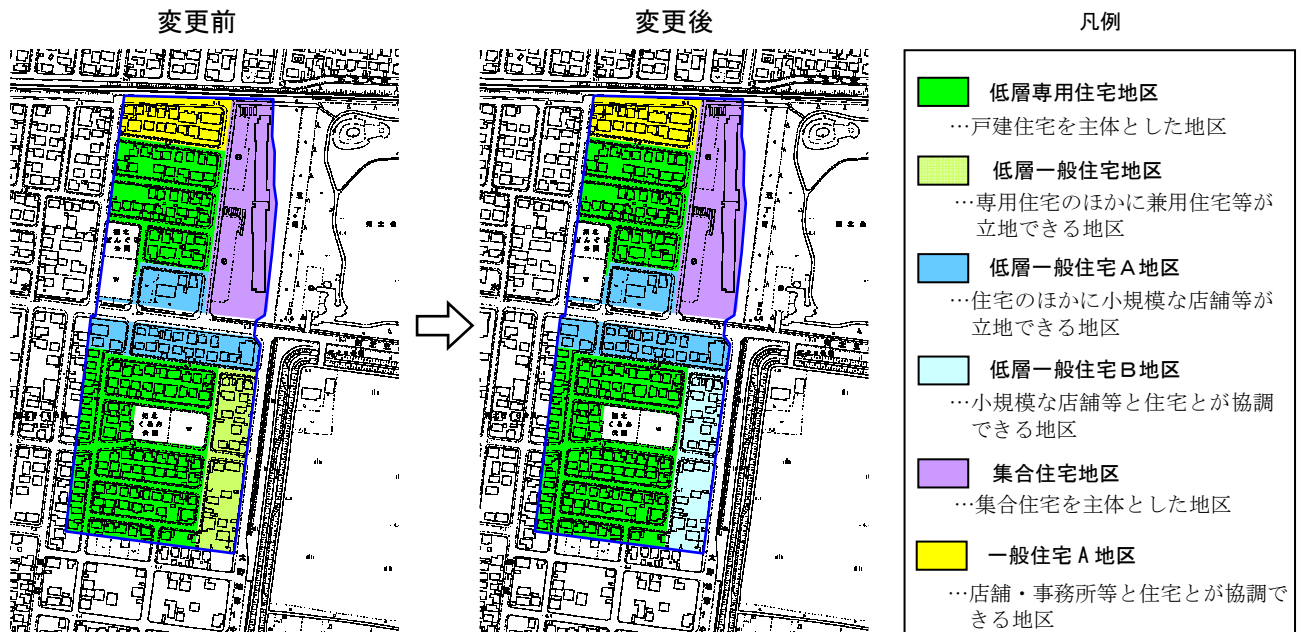 変更前
変更後
凡例
低層専用住宅地区
…戸建住宅を主体とした地区
低層一般住宅地区
…専用住宅のほかに兼用住宅等が
立地できる地区
低層一般住宅A地区
…住宅のほかに小規模な店舗等が
立地できる地区
低層一般住宅B地区
…小規模な店舗等と住宅とが協調
できる地区
集合住宅地区
…集合住宅を主体とした地区
一般住宅A地区
…店舗・事務所等と住宅とが協調で
きる地区